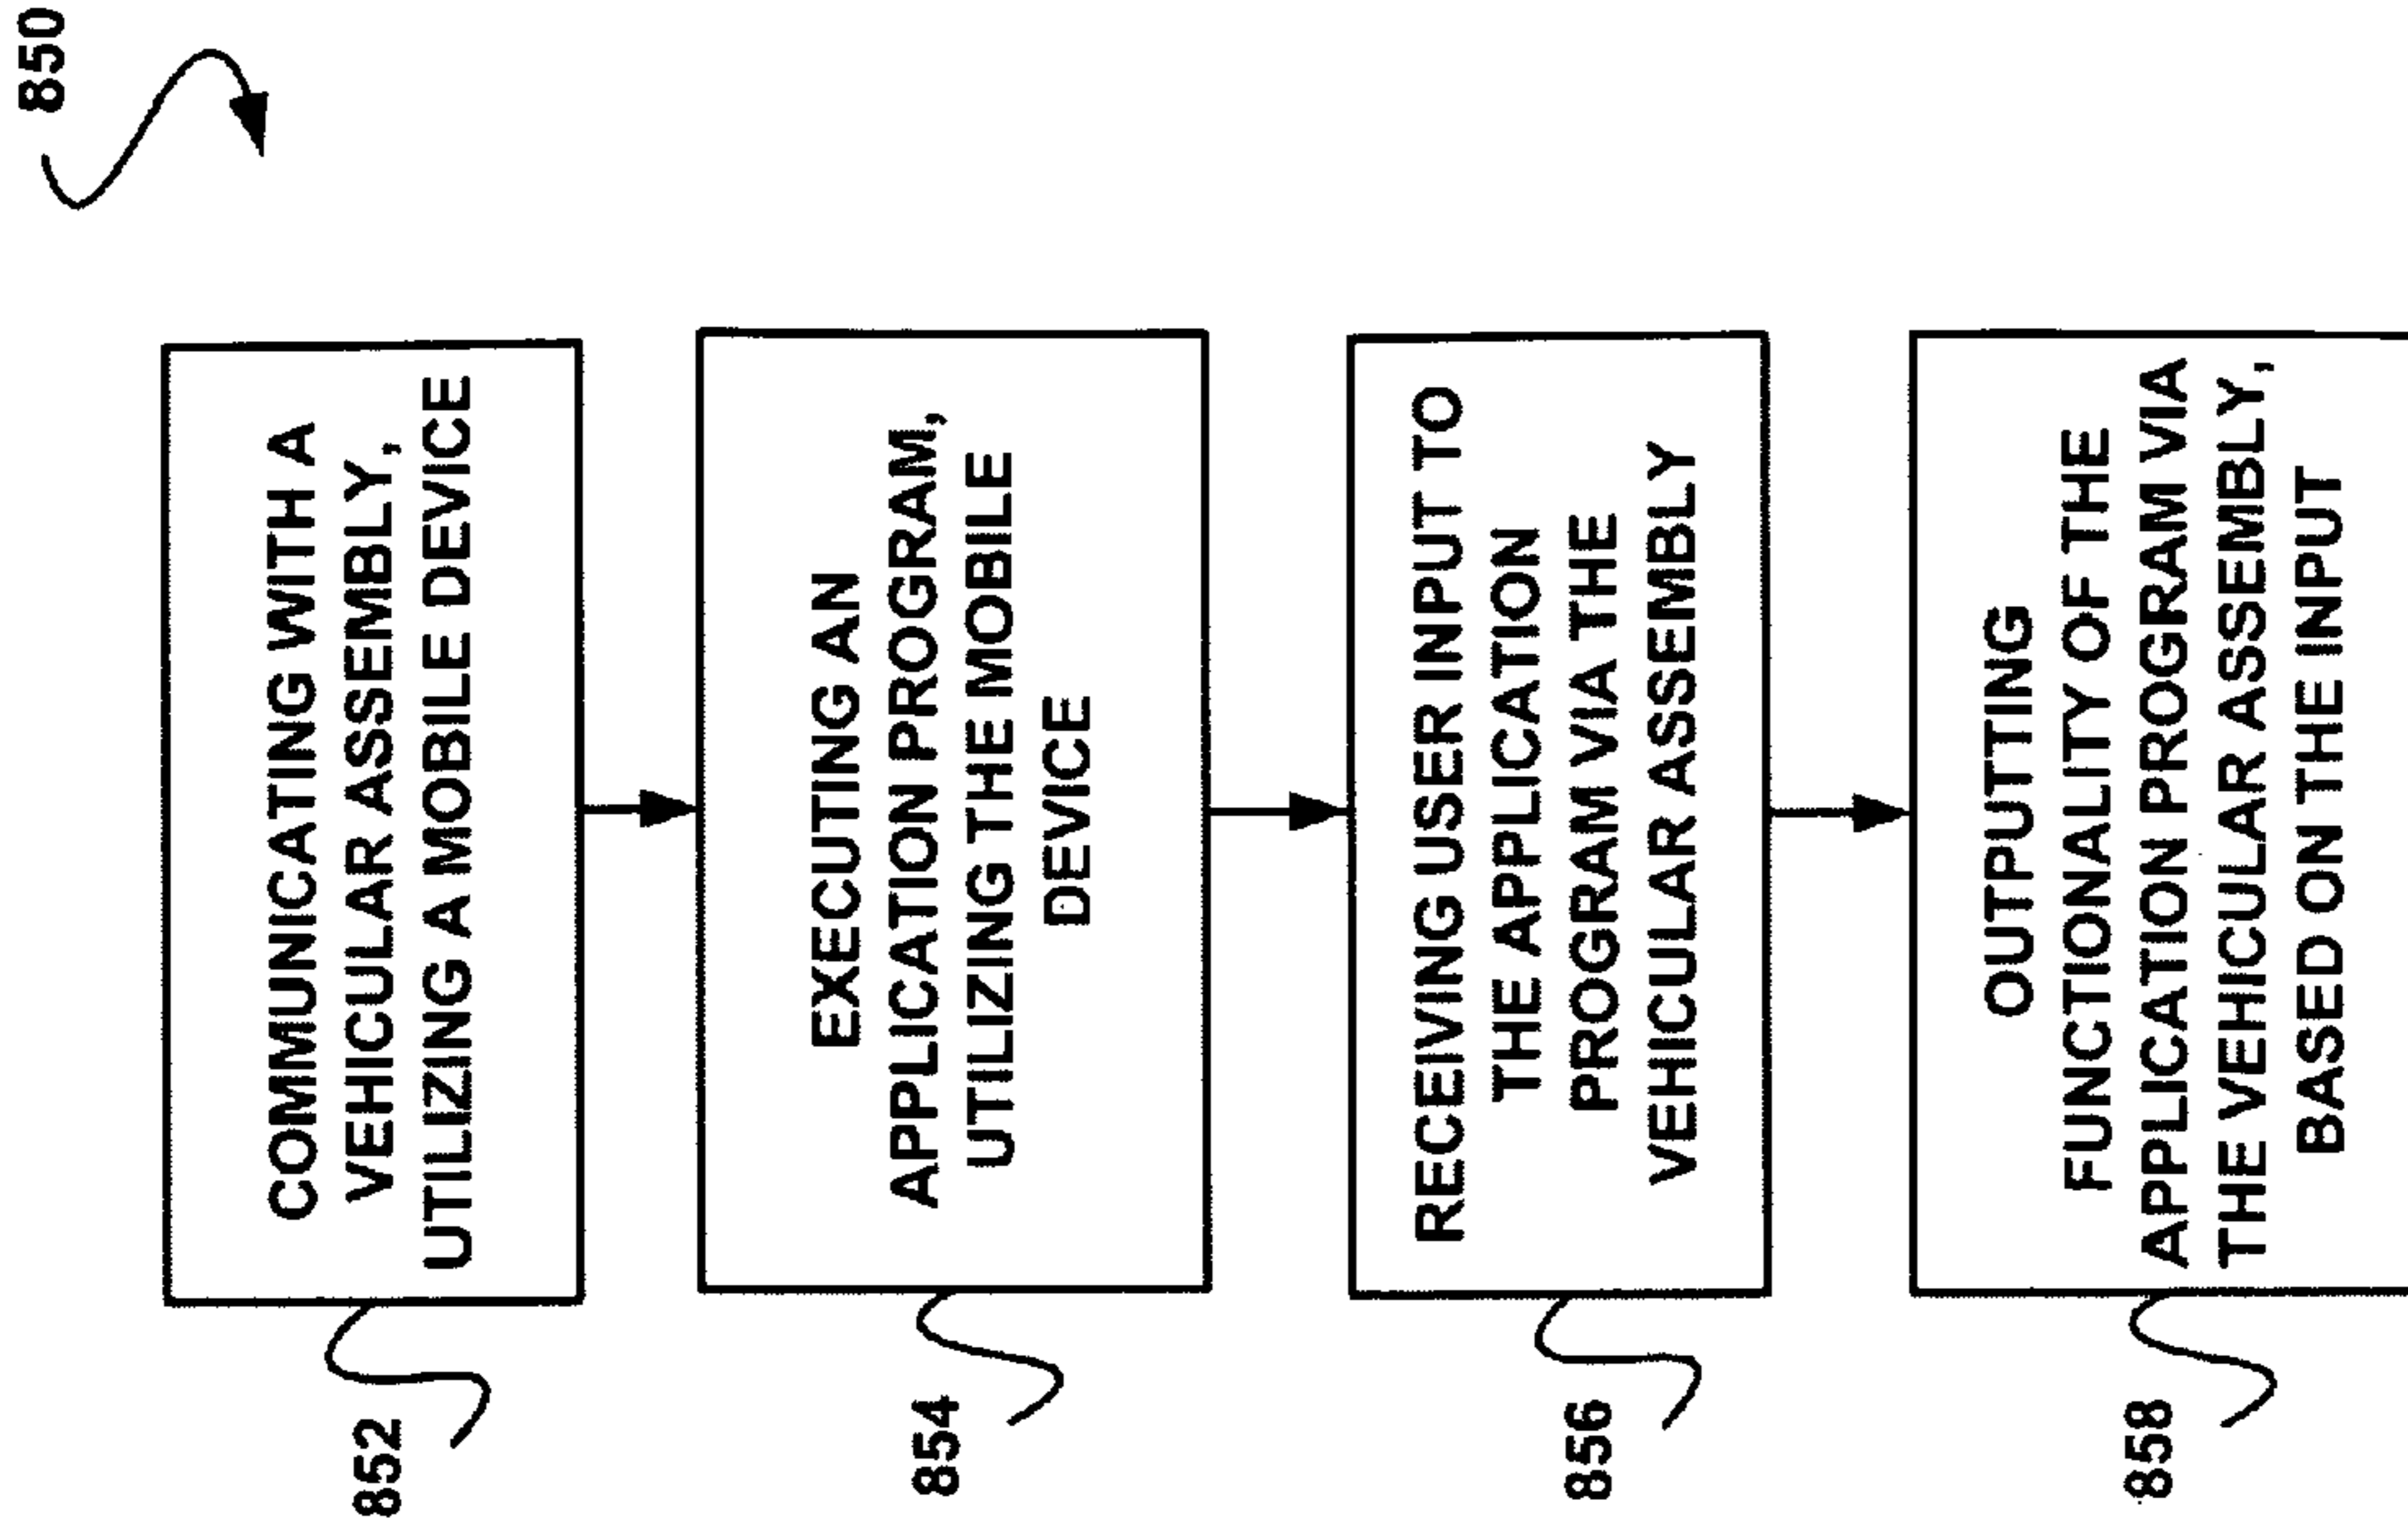 850
COMMUNICATING WITH A
VEHICULAR ASSEMBLY,
UTILIZING A MOBILE DEVICE
852
EXECUTING AN
APPLICATION PROGRAM,
UTILIZING THE MOBILE
DEVICE
854
RECEIVING USER INPUT TO
THE APPLICATION
PROGRAM VIA THE
VEHICULAR ASSEMBLY
856
OUTPUTING
FUNCTIONALITY OF THE
APPLICATION PROGRAM VIA
THE VEHICULAR ASSEMBLY,
BASED ON THE INPUT
858